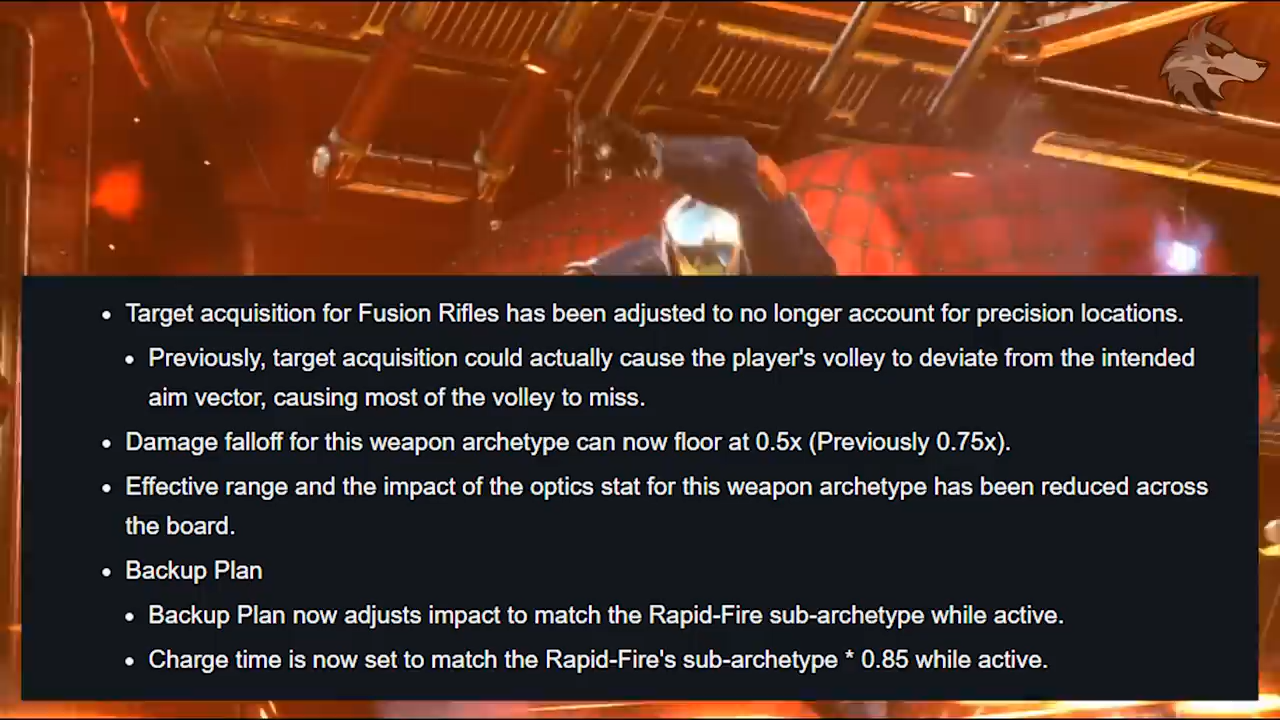 • Target acquisition for Fusion Rifles has been adjusted to no longer account for precision locations.
• Previously, target acquisition could actually cause the player's volley to deviate from the intended
aim vector, causing most of the volley to miss.
• Damage falloff for this weapon archetype can now floor at 0.5x (Previously 0.75x).
• Effective range and the impact of the optics stat for this weapon archetype has been reduced across
the board.
• Backup Plan
• Backup Plan now adjusts impact to match the Rapid-Fire sub-archetype while active.
• Charge time is now set to match the Rapid-Fire's sub-archetype * 0.85 while active.